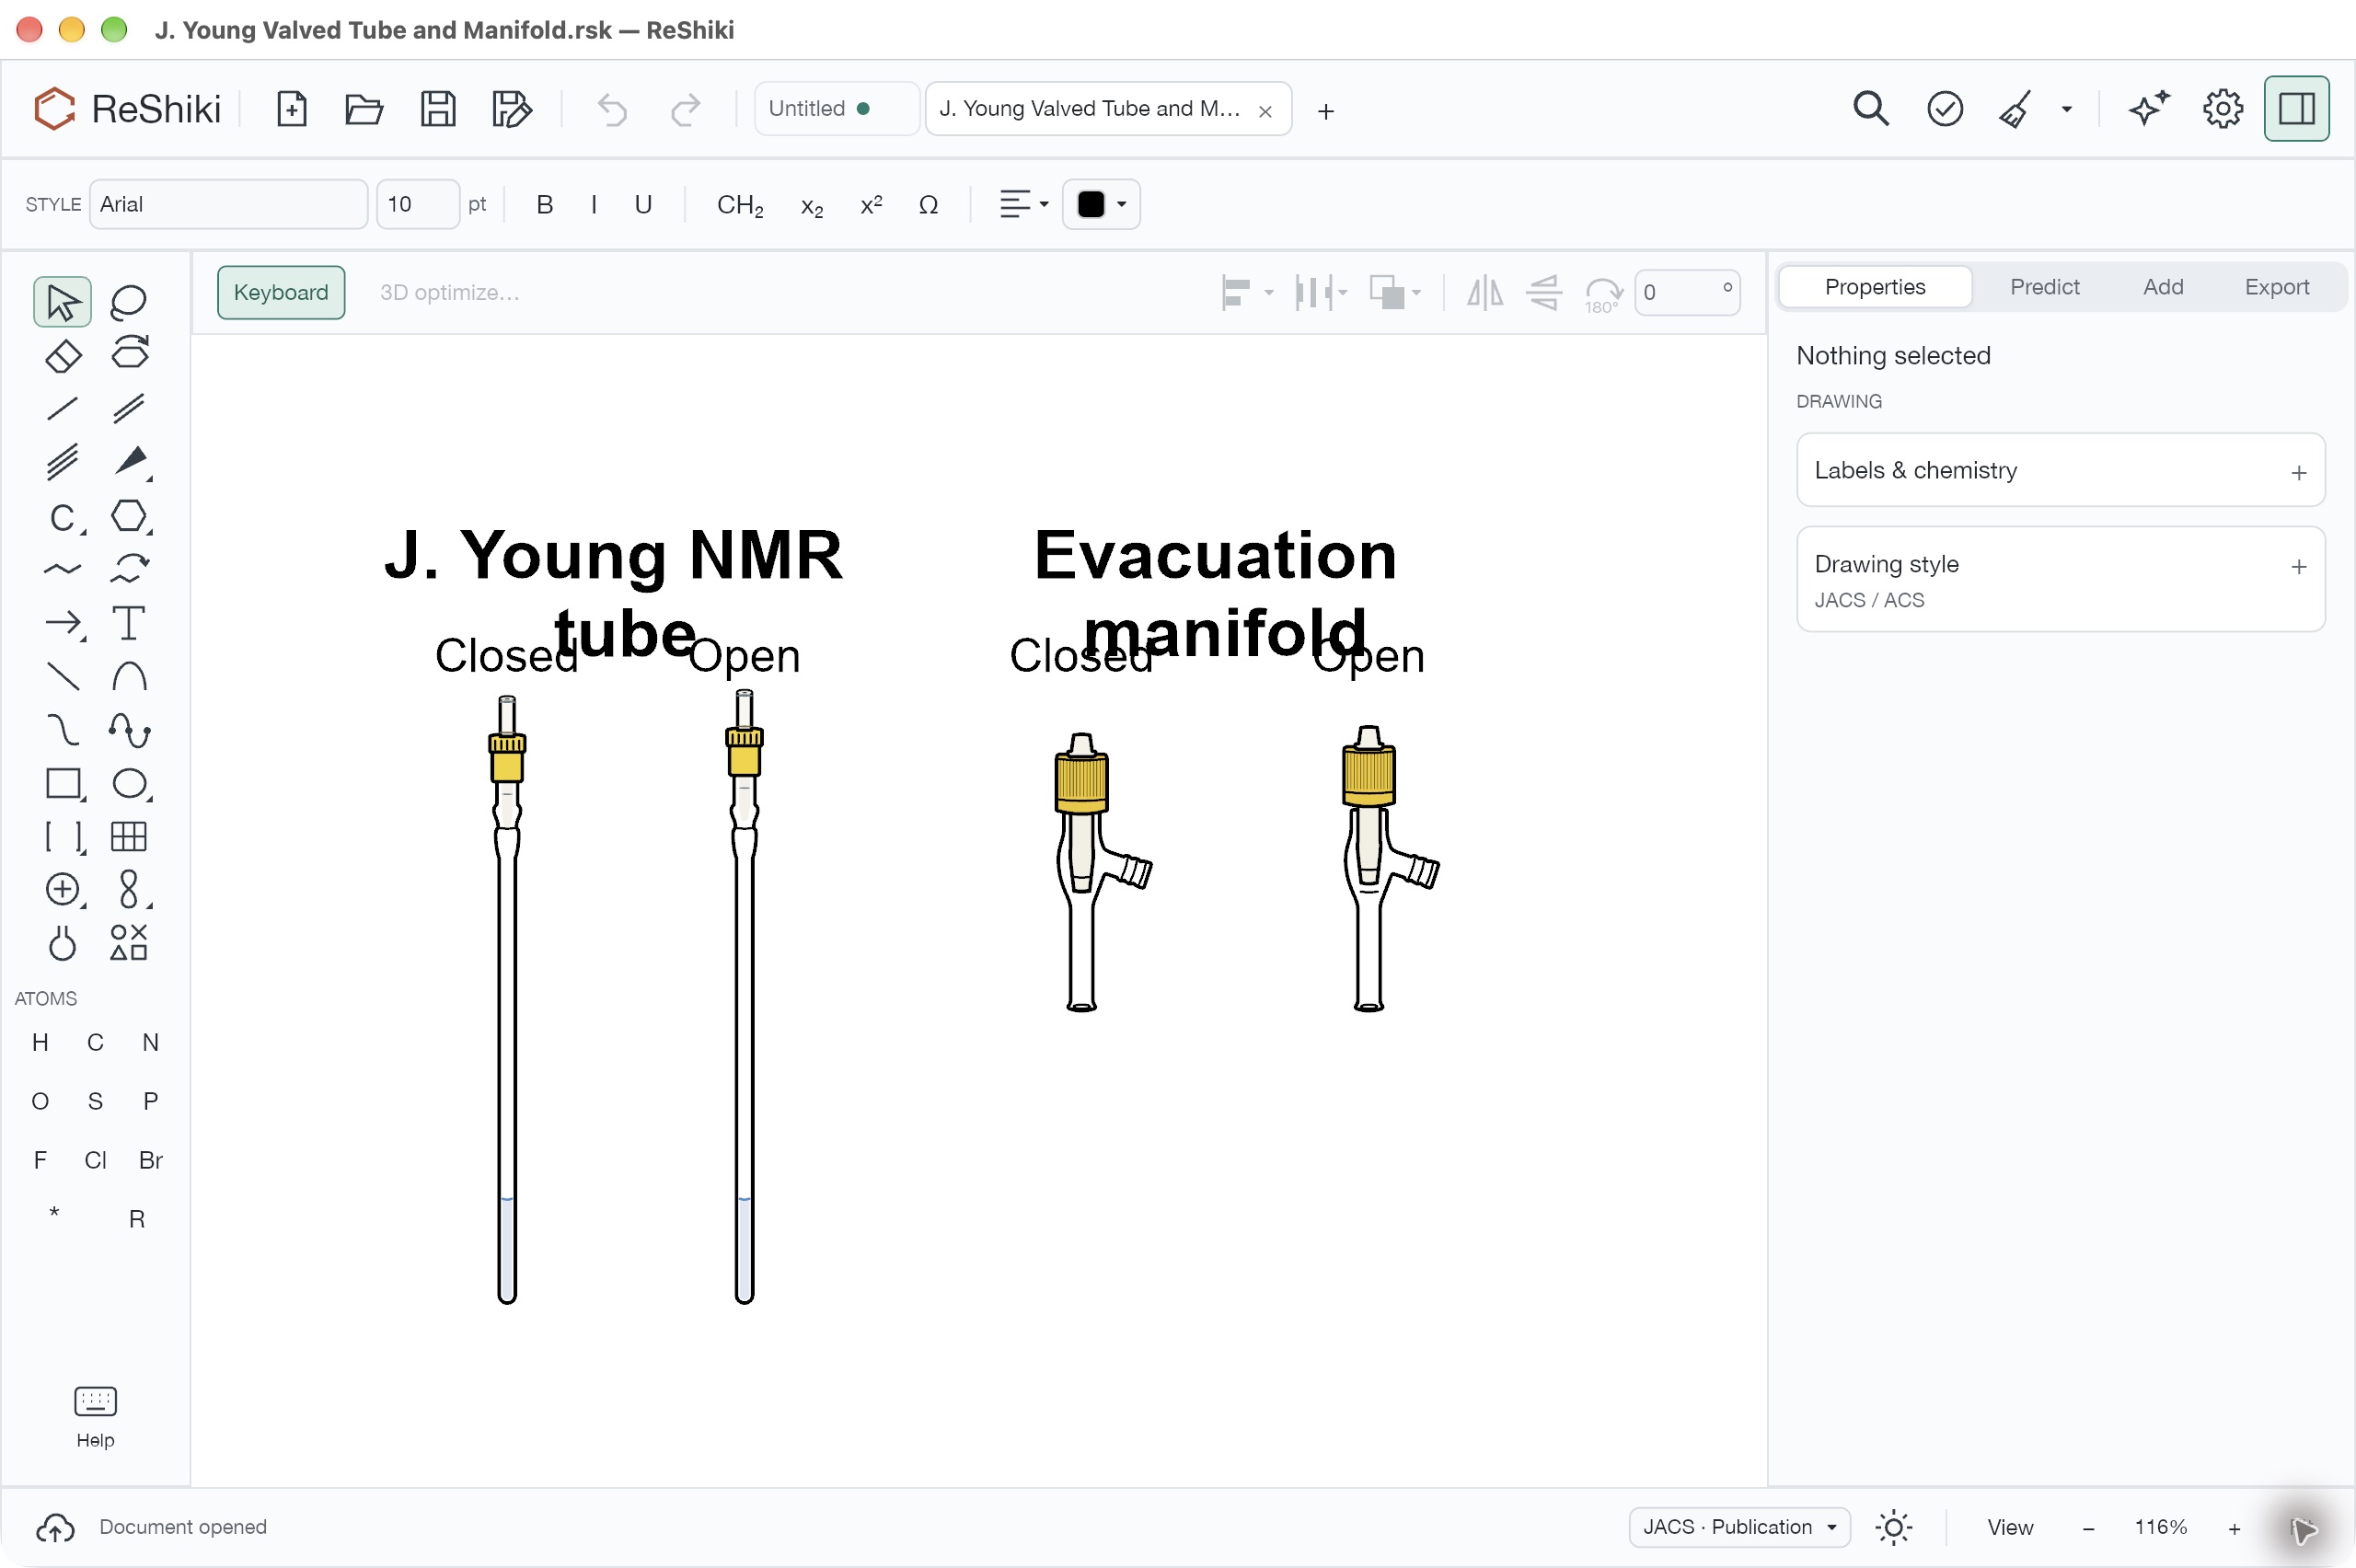 J. Young Valved Tube and Manifold.rsk — ReShiki
ReShiki
Untitled
J. Young Valved Tube and M...
STYLE Arial 10 pt B I U CH₂ x₂ x² Ω
Keyboard 3D optimize... 180° 0 °
Properties Predict Add Export
Nothing selected
DRAWING
Labels & chemistry +
Drawing style +
JACS / ACS
C
T
ATOMS
H C N
O S P
F Cl Br
* R
Help
J. Young NMR
tube
Closed Open
Evacuation
manifold
Closed Open
Document opened
JACS · Publication
View − 116% +